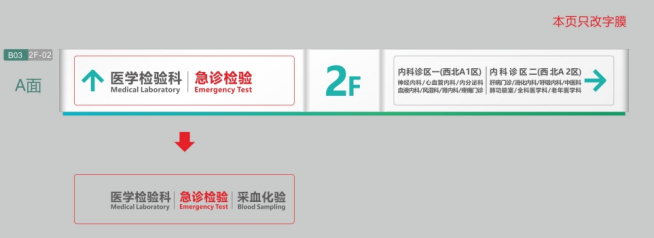 本页只改字膜
B03 2F-02
A面
医学检验科 急诊检验
Medical Laboratory Emergency Test
2F
内科诊区一(西北A1区) 内科诊区二(西北A2区)
神经内科/心血管内科/内分泌科 肝病门诊/消化内科/呼吸内科/中医科
血液内科/风湿科/肾内科/疼痛门诊 肺功能室/全科医学科/老年医学科
医学检验科 急诊检验 采血化验
Medical Laboratory Emergency Test Blood Sampling